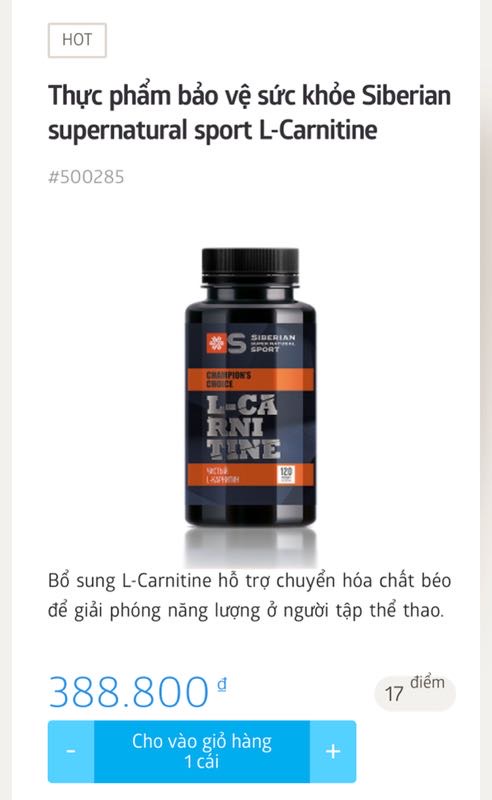 HOT
Thực phẩm bảo vệ sức khỏe Siberian
supernatural sport L-Carnitine
#500285
S SIBERIAN
SUPER NATURAL
SPORT
CHAMPION'S
CHOICE
L-CA
RNI
TINE
ЧИСТЫЙ
L-КАРНИТИН
120
Bổ sung L-Carnitine hỗ trợ chuyển hóa chất béo
để giải phóng năng lượng ở người tập thể thao.
388.800 ₫
17 điểm
- Cho vào giỏ hàng +
1 cái